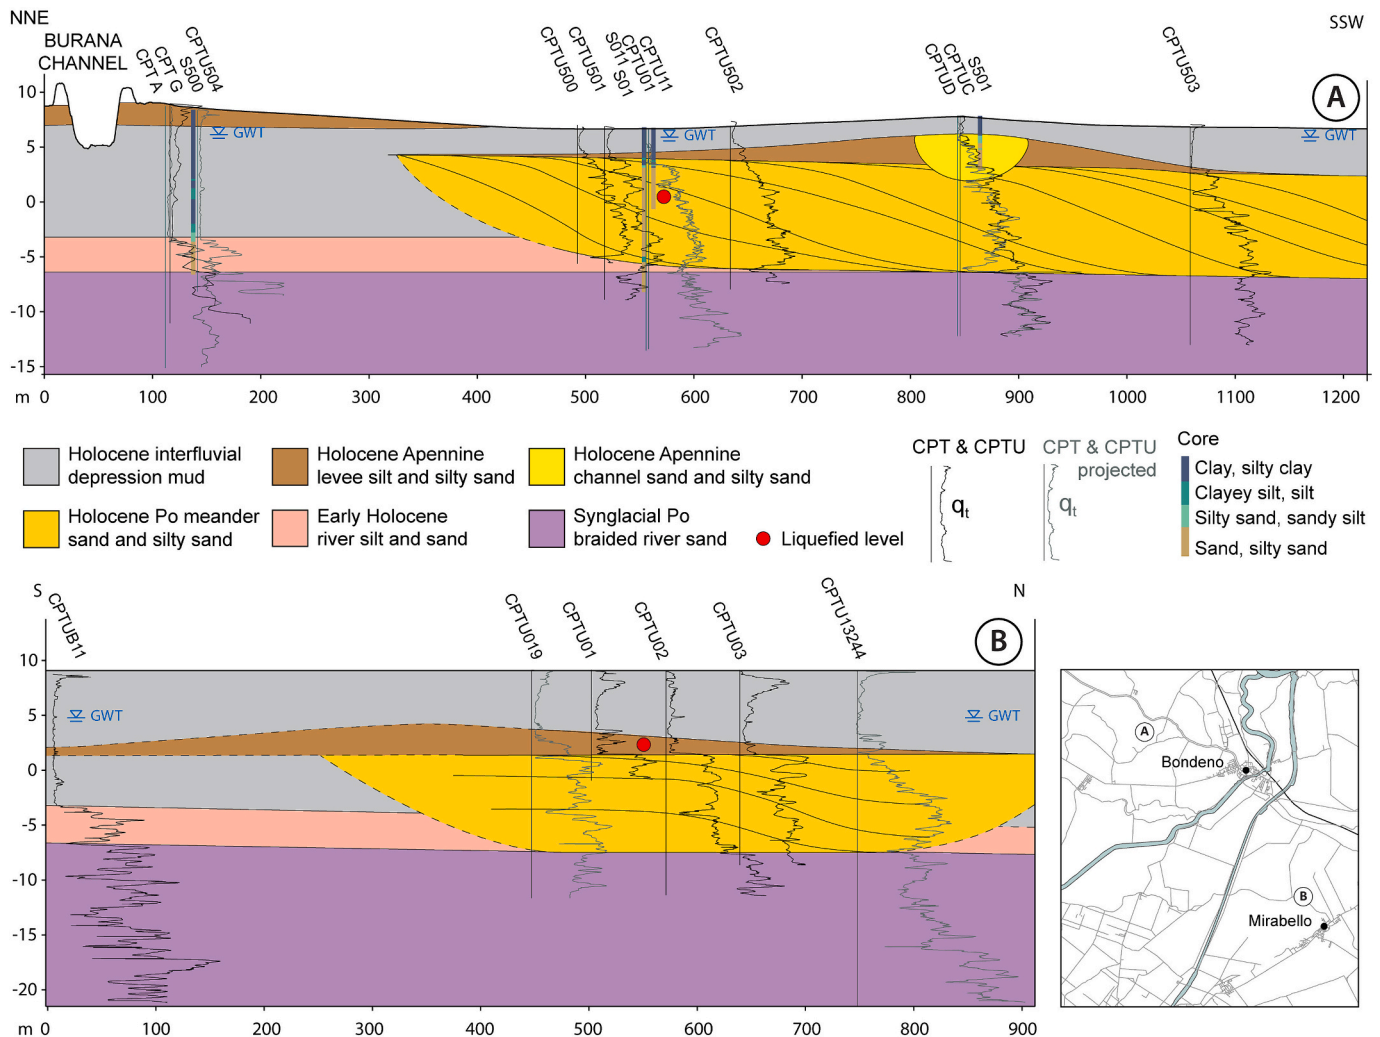 NNE
SSW
BURANA
CHANNEL
CPT A
CPT G
S500
CPTU504
CPTU500
CPTU501
S011 S01
CPTU01
CPTU11
CPTU502
CPTUD
CPTUC
S501
CPTU503
A
10
5
0
-5
-10
-15
GWT
GWT
GWT
m 0 100 200 300 400 500 600 700 800 900 1000 1100 1200
Holocene interfluvial
depression mud
Holocene Apennine
levee silt and silty sand
Holocene Apennine
channel sand and silty sand
Holocene Po meander
sand and silty sand
Early Holocene
river silt and sand
Synglacial Po
braided river sand
Liquefied level
CPT & CPTU
qt
CPT & CPTU
projected
qt
Core
Clay, silty clay
Clayey silt, silt
Silty sand, sandy silt
Sand, silty sand
S
N
CPTUB11
CPTU019
CPTU01
CPTU02
CPTU03
CPTU13244
B
10
5
0
-5
-10
-15
-20
GWT
GWT
m 0 100 200 300 400 500 600 700 800 900
A
Bondeno
B
Mirabello